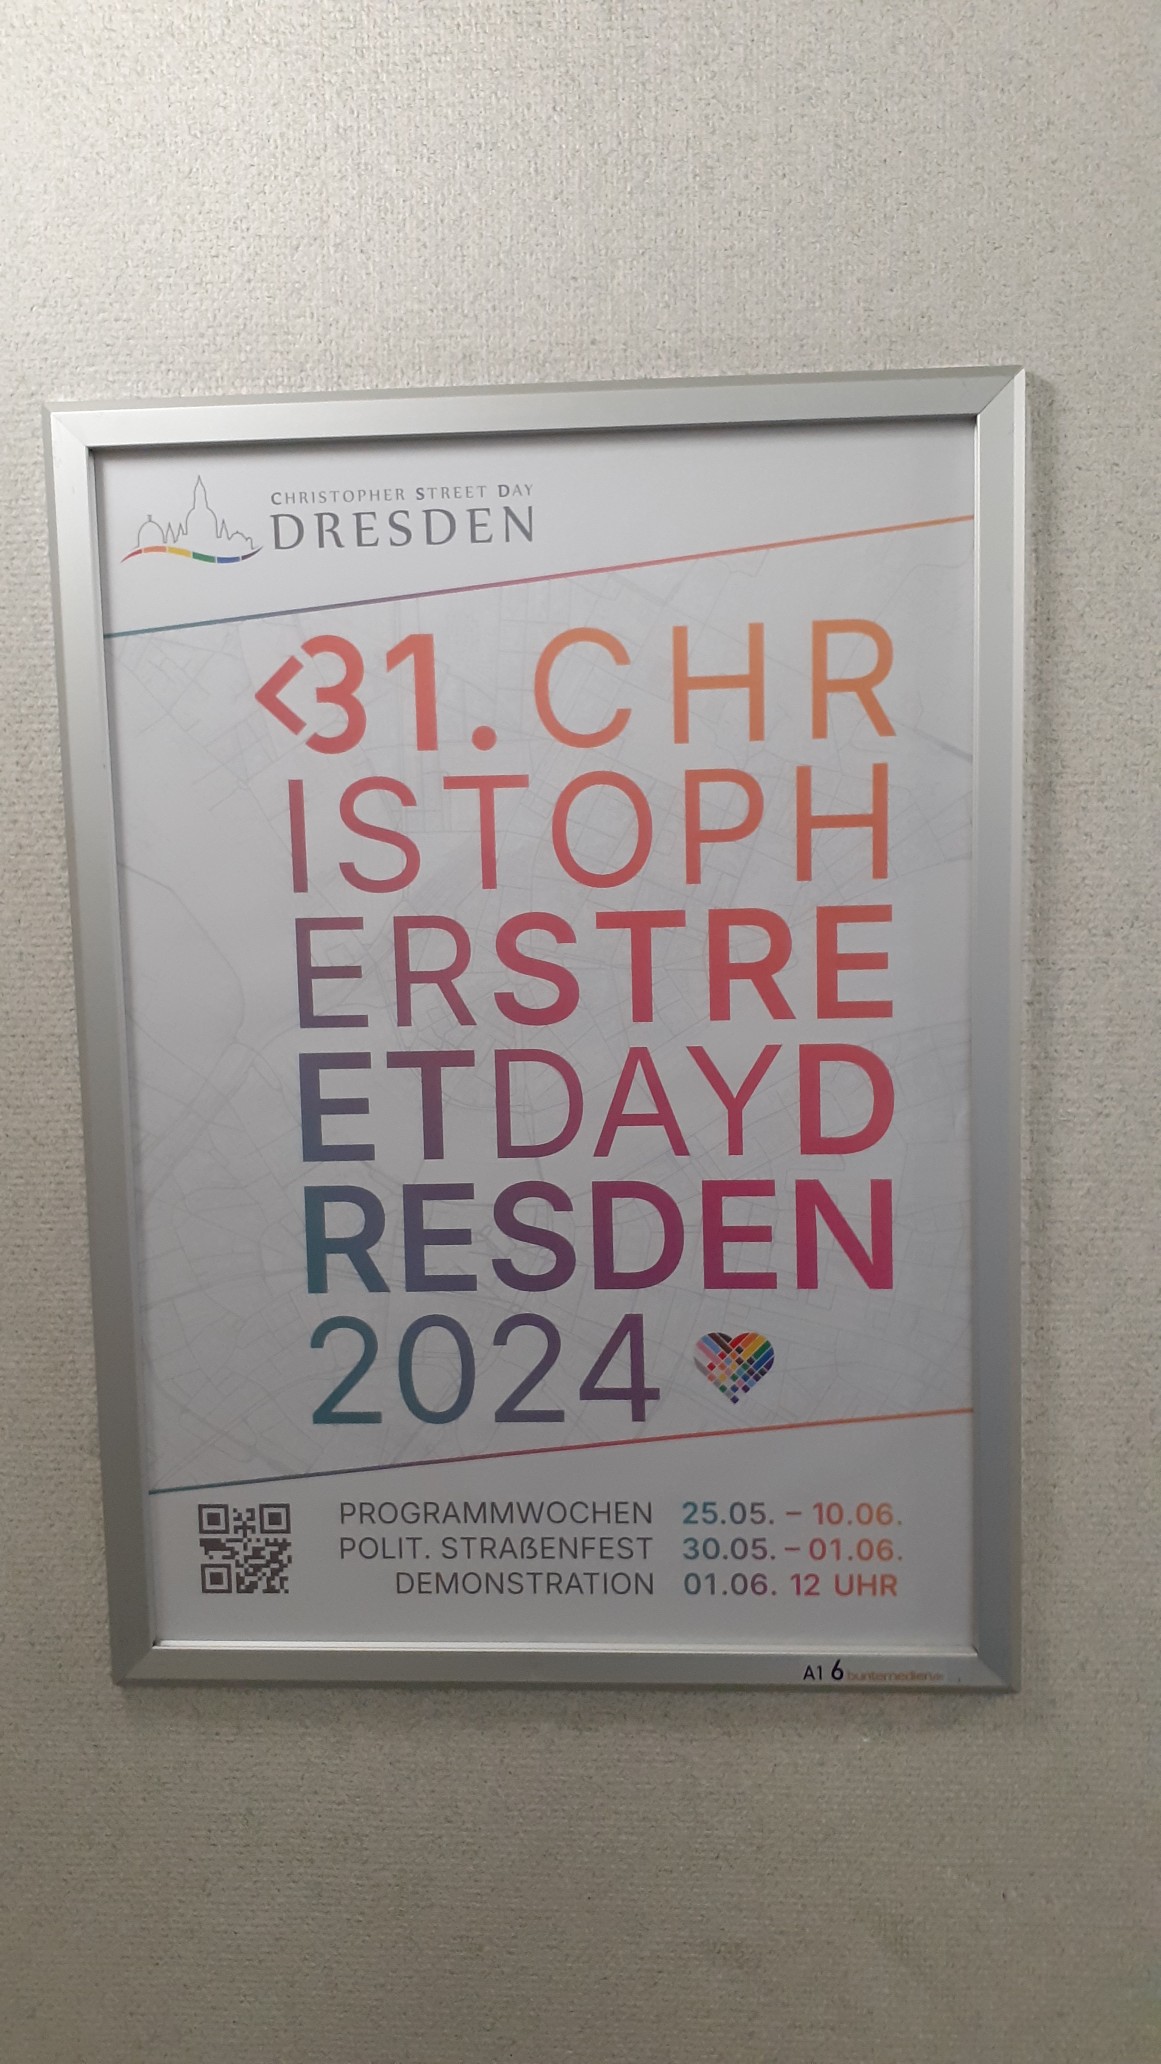 CHRISTOPHER STREET DAY
DRESDEN
<31. CHR
ISTOPH
ERSTRE
ETDAYD
RESDEN
2024
PROGRAMMWOCHEN 25.05. – 10.06.
POLIT. STRAßENFEST 30.05. – 01.06.
DEMONSTRATION 01.06. 12 UHR
A1 6 buntemedien